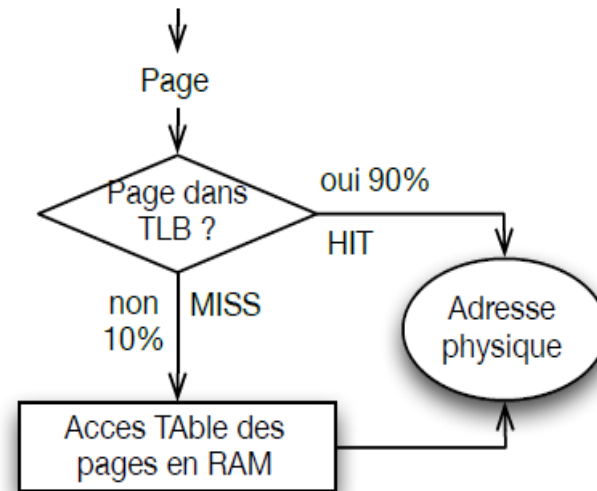 Page
Page dans
TLB ?
oui 90%
HIT
non
10%
MISS
Adresse
physique
Acces TAble des
pages en RAM